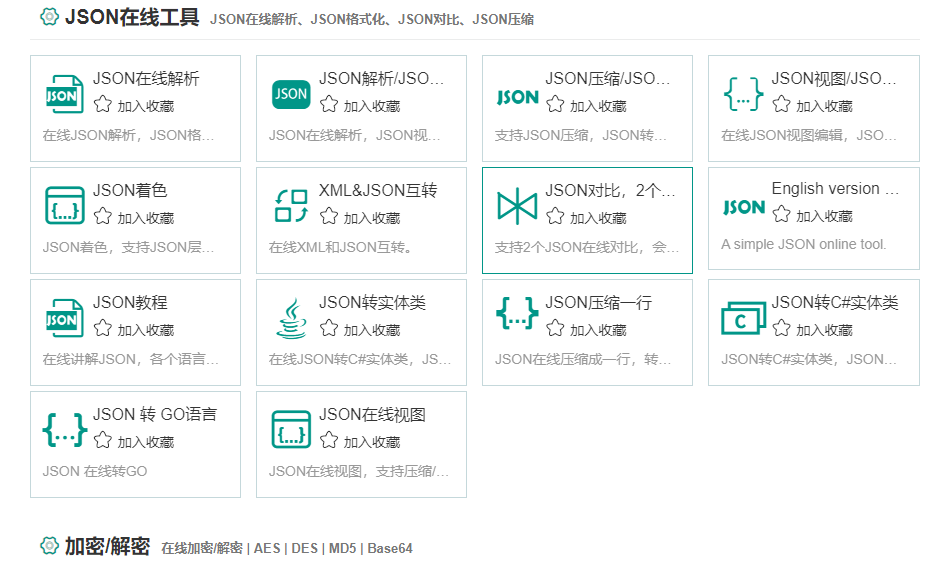 JSON在线工具 JSON在线解析、JSON格式化、JSON对比、JSON压缩
JSON
JSON在线解析
加入收藏
在线JSON解析，JSON格…
JSON
JSON解析/JSO…
加入收藏
JSON在线解析，JSON视…
JSON
JSON压缩/JSO…
加入收藏
支持JSON压缩，JSON转…
{...}
JSON视图/JSO…
加入收藏
在线JSON视图编辑，JSO…
{...}
JSON着色
加入收藏
JSON着色，支持JSON层…
XML&JSON互转
加入收藏
在线XML和JSON互转。
JSON对比，2个…
加入收藏
支持2个JSON在线对比，会…
JSON
English version …
加入收藏
A simple JSON online tool.
JSON
JSON教程
加入收藏
在线讲解JSON，各个语言…
JSON转实体类
加入收藏
在线JSON转C#实体类，JS…
{...}
JSON压缩一行
加入收藏
JSON在线压缩成一行，转…
C
JSON转C#实体类
加入收藏
JSON转C#实体类，JSON…
{...}
JSON 转 GO语言
加入收藏
JSON 在线转GO
{...}
JSON在线视图
加入收藏
JSON在线视图，支持压缩/…
加密/解密 在线加密/解密 | AES | DES | MD5 | Base64